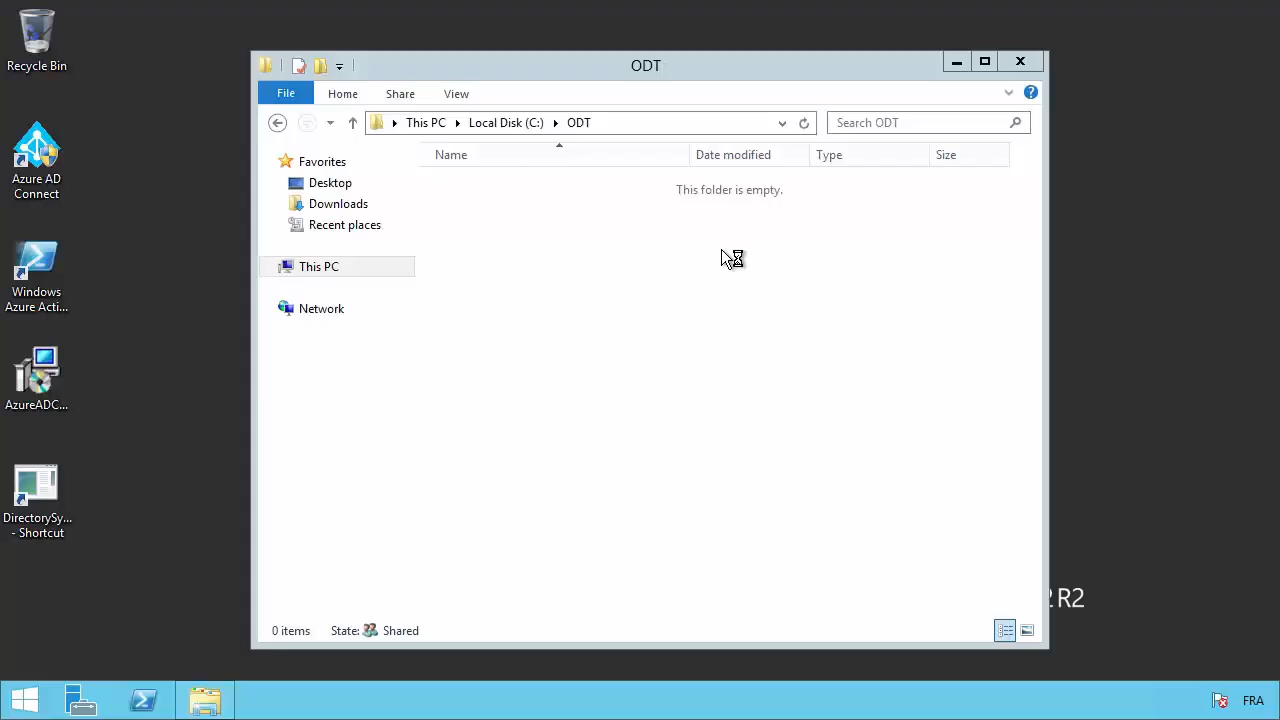 Recycle Bin
Azure AD
Connect
Windows
Azure Acti...
AzureADC...
DirectorySy...
- Shortcut
ODT
File
Home
Share
View
This PC
Local Disk (C:)
ODT
Search ODT
Favorites
Desktop
Downloads
Recent places
This PC
Network
Name
Date modified
Type
Size
This folder is empty.
0 items
State:
Shared
R2
FRA